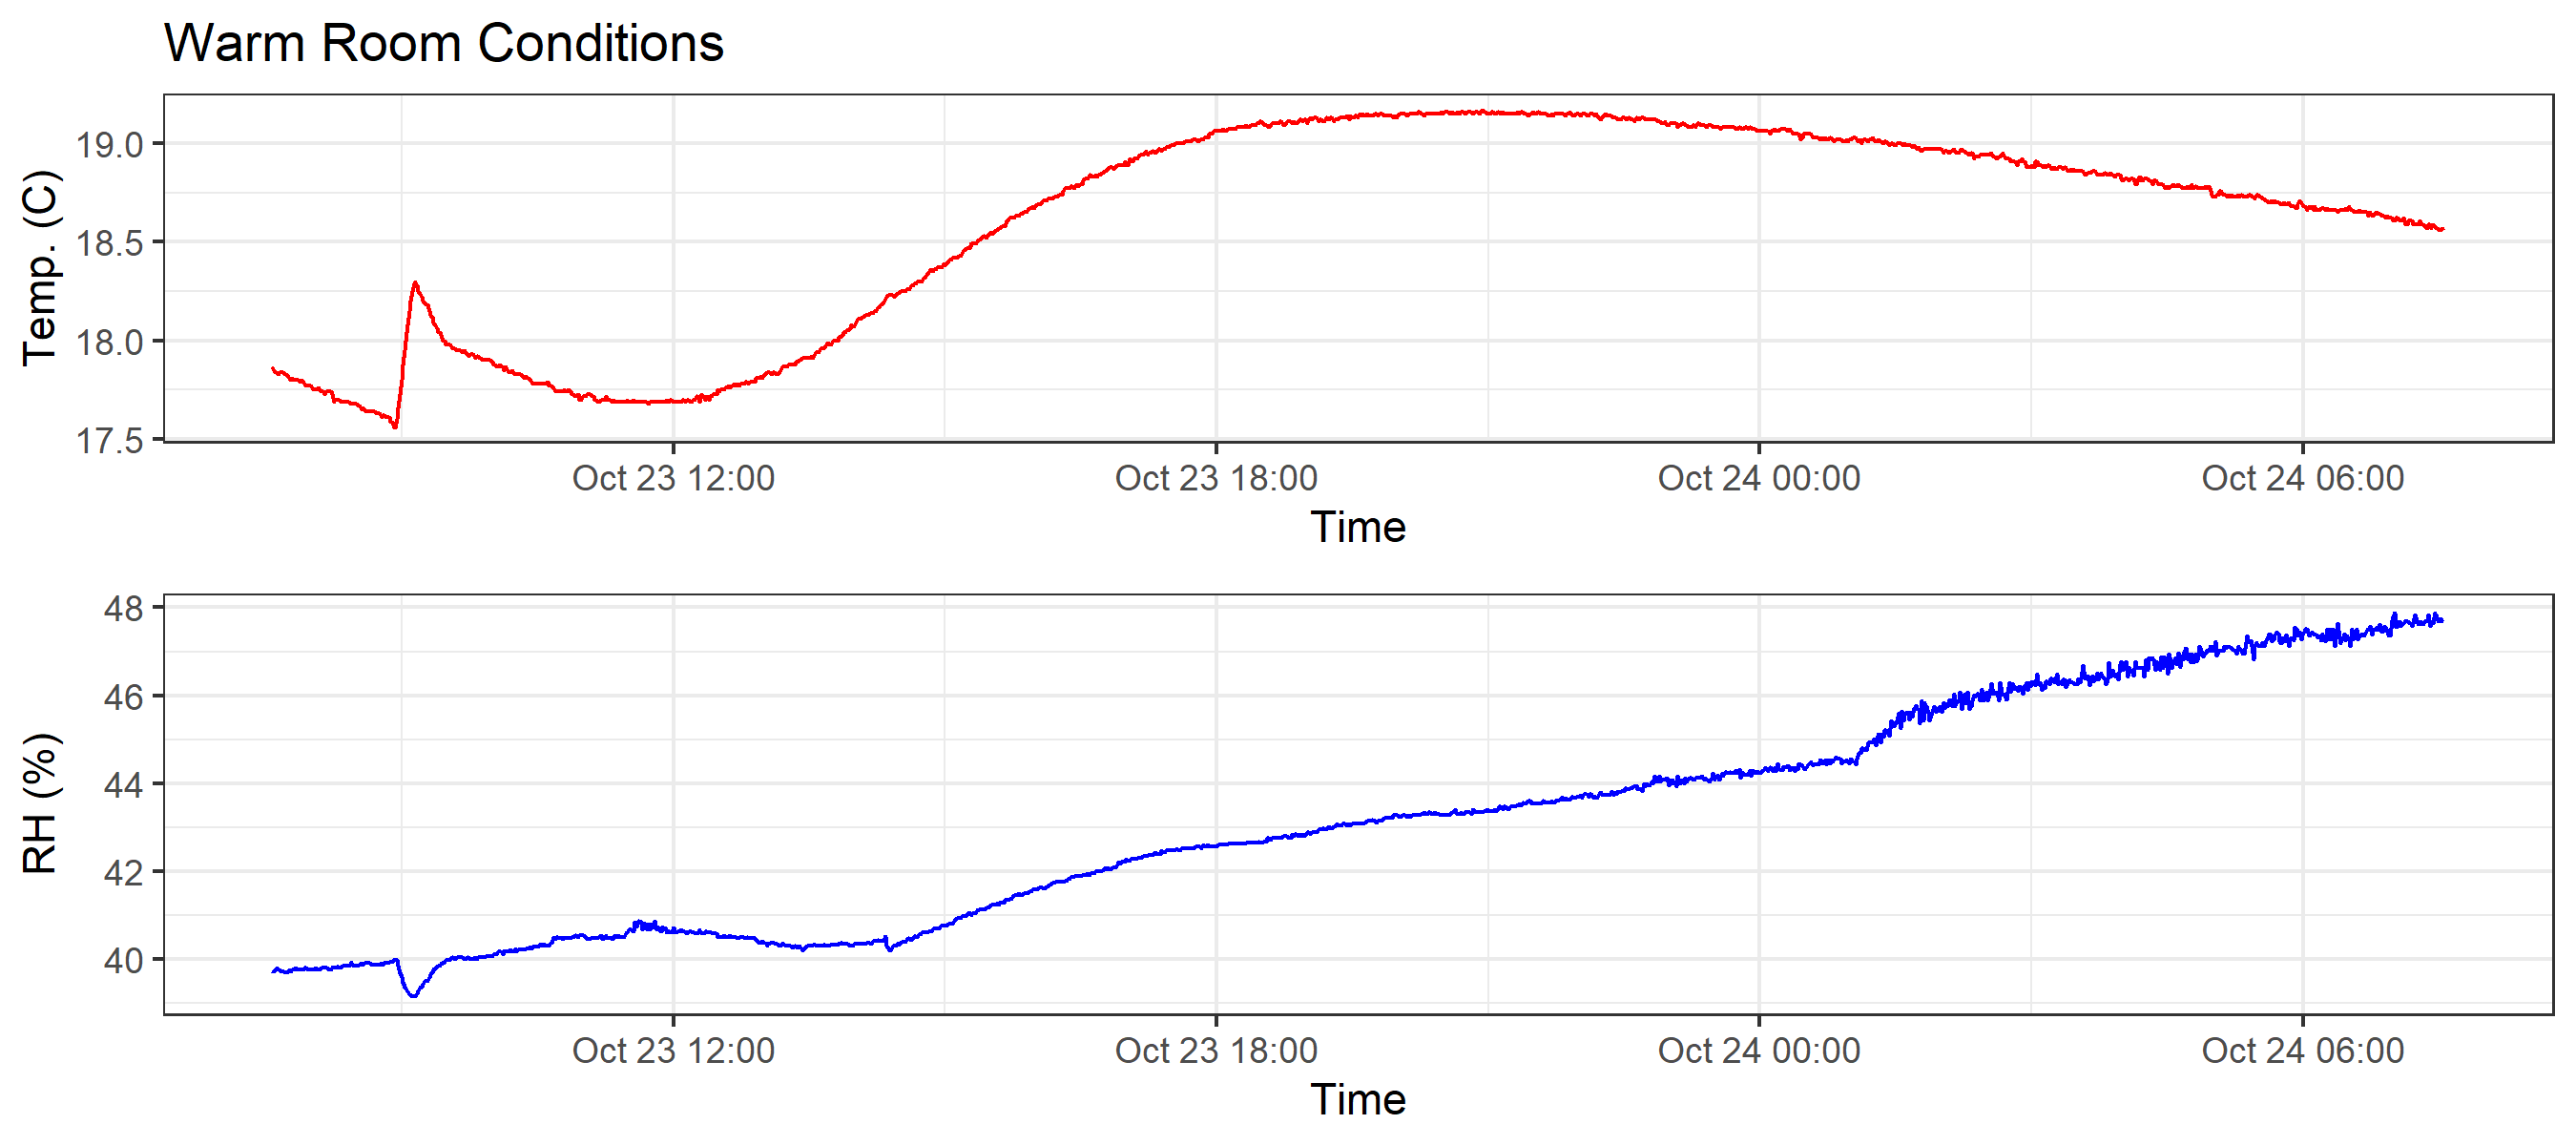 Warm Room Conditions
Temp. (C)
19.0
18.5
18.0
17.5
Oct 23 12:00 Oct 23 18:00 Oct 24 00:00 Oct 24 06:00
Time
RH (%)
48
46
44
42
40
Oct 23 12:00 Oct 23 18:00 Oct 24 00:00 Oct 24 06:00
Time